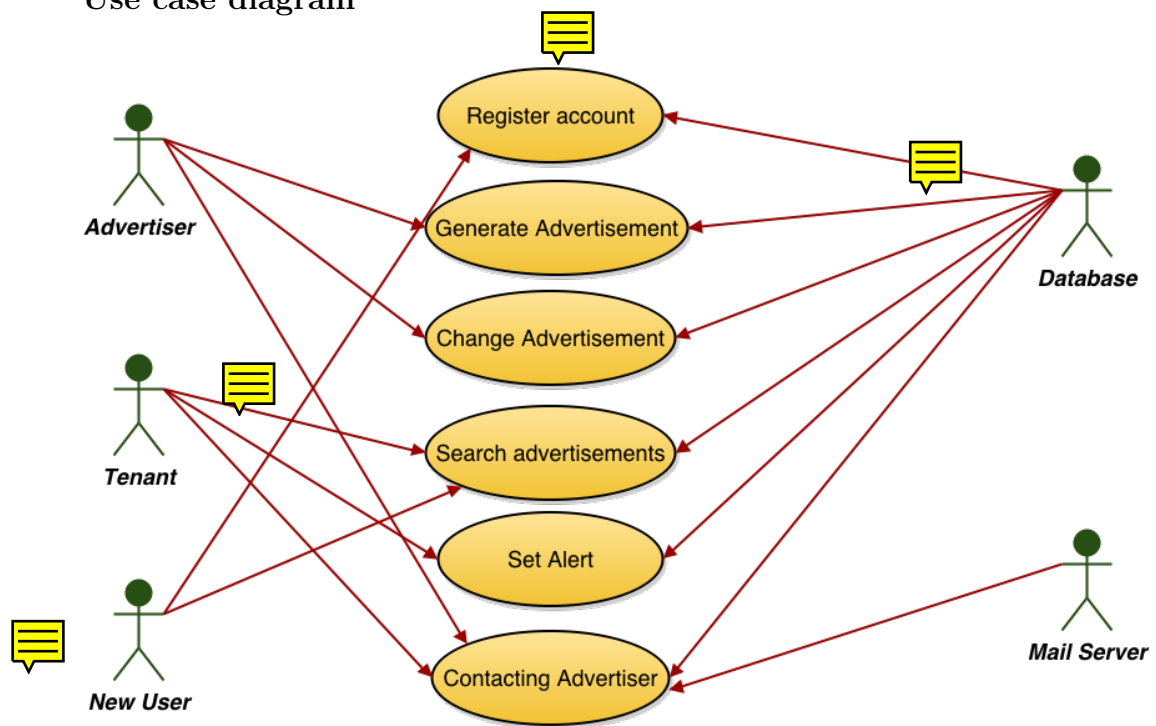 Use case diagram
Register account
Advertiser
Generate Advertisement
Database
Change Advertisement
Tenant
Search advertisements
Set Alert
Mail Server
Contacting Advertiser
New User